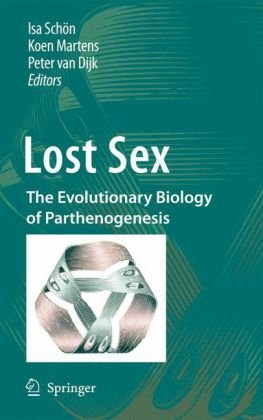 Isa Schön
Koen Martens
Peter van Dijk
Editors
Lost Sex
The Evolutionary Biology
of Parthenogenesis
Springer